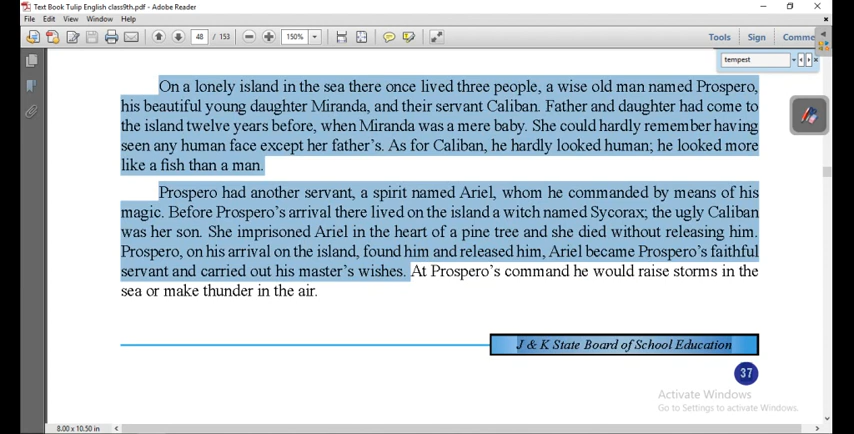 Text Book Tulip English class9th.pdf - Adobe Reader
File Edit View Window Help
48 / 153 150% Tools Sign Comme
tempest
On a lonely island in the sea there once lived three people, a wise old man named Prospero,
his beautiful young daughter Miranda, and their servant Caliban. Father and daughter had come to
the island twelve years before, when Miranda was a mere baby. She could hardly remember having
seen any human face except her father's. As for Caliban, he hardly looked human; he looked more
like a fish than a man.
Prospero had another servant, a spirit named Ariel, whom he commanded by means of his
magic. Before Prospero's arrival there lived on the island a witch named Sycorax; the ugly Caliban
was her son. She imprisoned Ariel in the heart of a pine tree and she died without releasing him.
Prospero, on his arrival on the island, found him and released him, Ariel became Prospero's faithful
servant and carried out his master's wishes. At Prospero's command he would raise storms in the
sea or make thunder in the air.
J & K State Board of School Education
37
Activate Windows
Go to Settings to activate Windows.
8.00 x 10.50 in